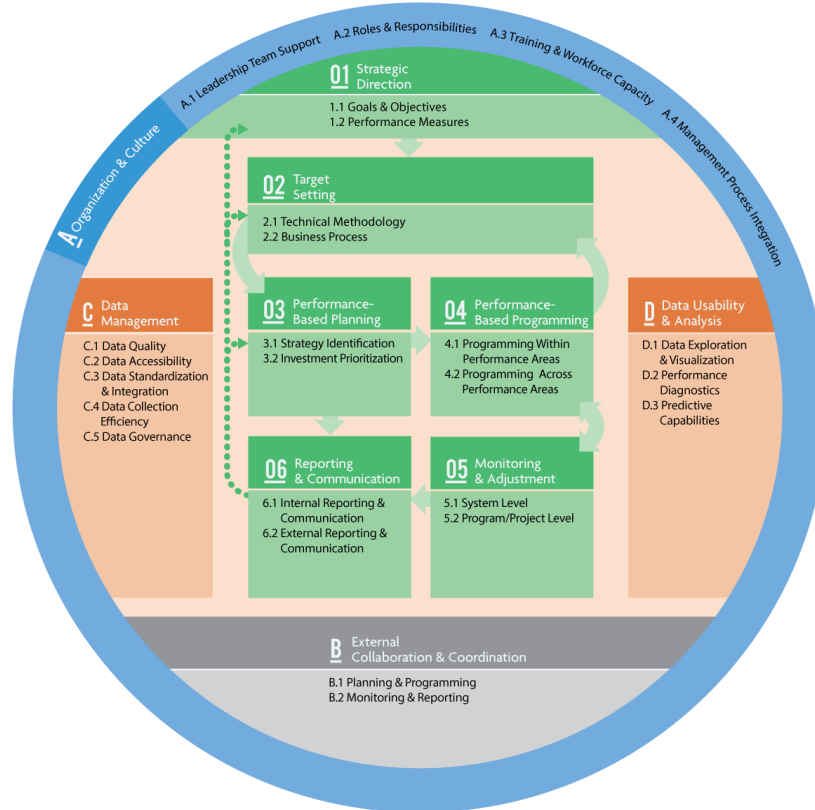 A.1 Leadership Team Support
A.2 Roles & Responsibilities
A.3 Training & Workforce Capacity
A.4 Management Process Integration
A Organization & Culture
01 Strategic
Direction
1.1 Goals & Objectives
1.2 Performance Measures
02 Target
Setting
2.1 Technical Methodology
2.2 Business Process
C Data
Management
C.1 Data Quality
C.2 Data Accessibility
C.3 Data Standardization
& Integration
C.4 Data Collection
Efficiency
C.5 Data Governance
03 Performance-
Based Planning
3.1 Strategy Identification
3.2 Investment Prioritization
04 Performance-
Based Programming
4.1 Programming Within
Performance Areas
4.2 Programming Across
Performance Areas
D Data Usability
& Analysis
D.1 Data Exploration
& Visualization
D.2 Performance
Diagnostics
D.3 Predictive
Capabilities
06 Reporting
& Communication
6.1 Internal Reporting &
Communication
6.2 External Reporting &
Communication
05 Monitoring
& Adjustment
5.1 System Level
5.2 Program/Project Level
B External
Collaboration & Coordination
B.1 Planning & Programming
B.2 Monitoring & Reporting